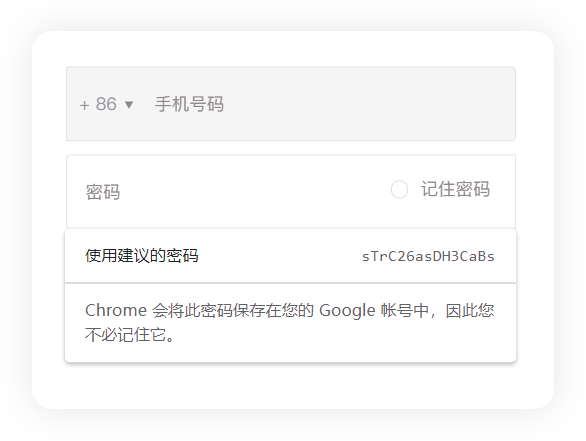 + 86 ▼ 手机号码
密码 记住密码
使用建议的密码 sTrC26asDH3CaBs
Chrome 会将此密码保存在您的 Google 帐号中，因此您
不必记住它。